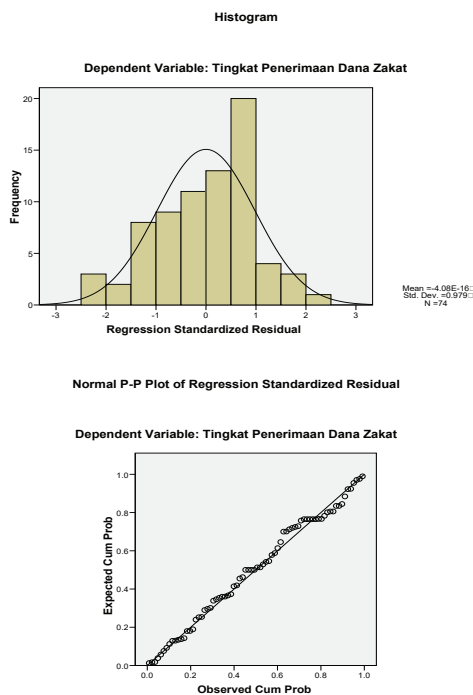 Histogram
Dependent Variable: Tingkat Penerimaan Dana Zakat
Frequency
20
15
10
5
0
-3 -2 -1 0 1 2 3
Regression Standardized Residual
Mean =-4.08E-16
Std. Dev. =0.979
N =74
Normal P-P Plot of Regression Standardized Residual
Dependent Variable: Tingkat Penerimaan Dana Zakat
Expected Cum Prob
1.0
0.8
0.6
0.4
0.2
0.0
0.0 0.2 0.4 0.6 0.8 1.0
Observed Cum Prob